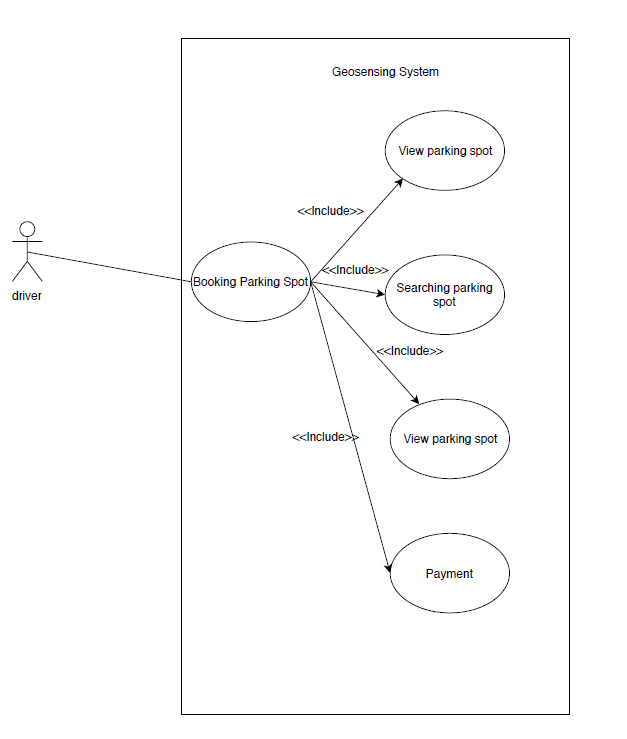 Geosensing System
View parking spot
<<Include>>
driver
Booking Parking Spot
<<Include>>
Searching parking
spot
<<Include>>
View parking spot
<<Include>>
Payment